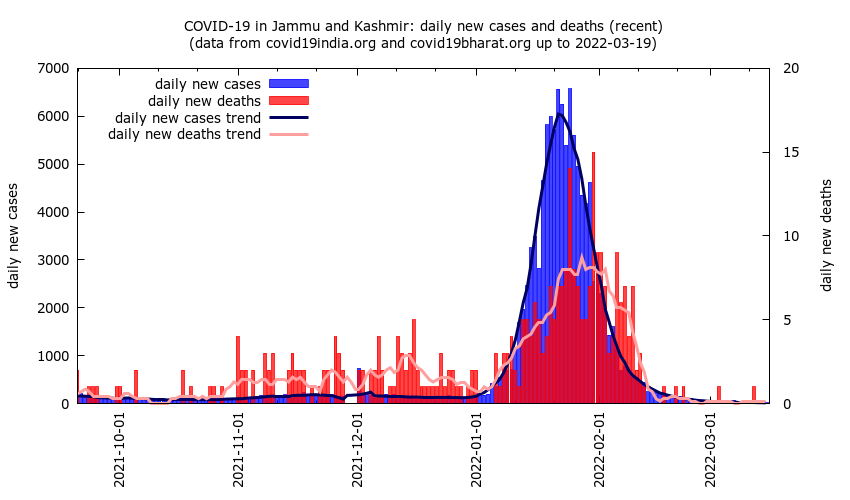 COVID-19 in Jammu and Kashmir: daily new cases and deaths (recent)
(data from covid19india.org and covid19bharat.org up to 2022-03-19)
daily new cases
daily new deaths
daily new cases trend
daily new deaths trend
7000
6000
5000
4000
3000
2000
1000
0
daily new cases
20
15
10
5
0
daily new deaths
2021-10-01
2021-11-01
2021-12-01
2022-01-01
2022-02-01
2022-03-01